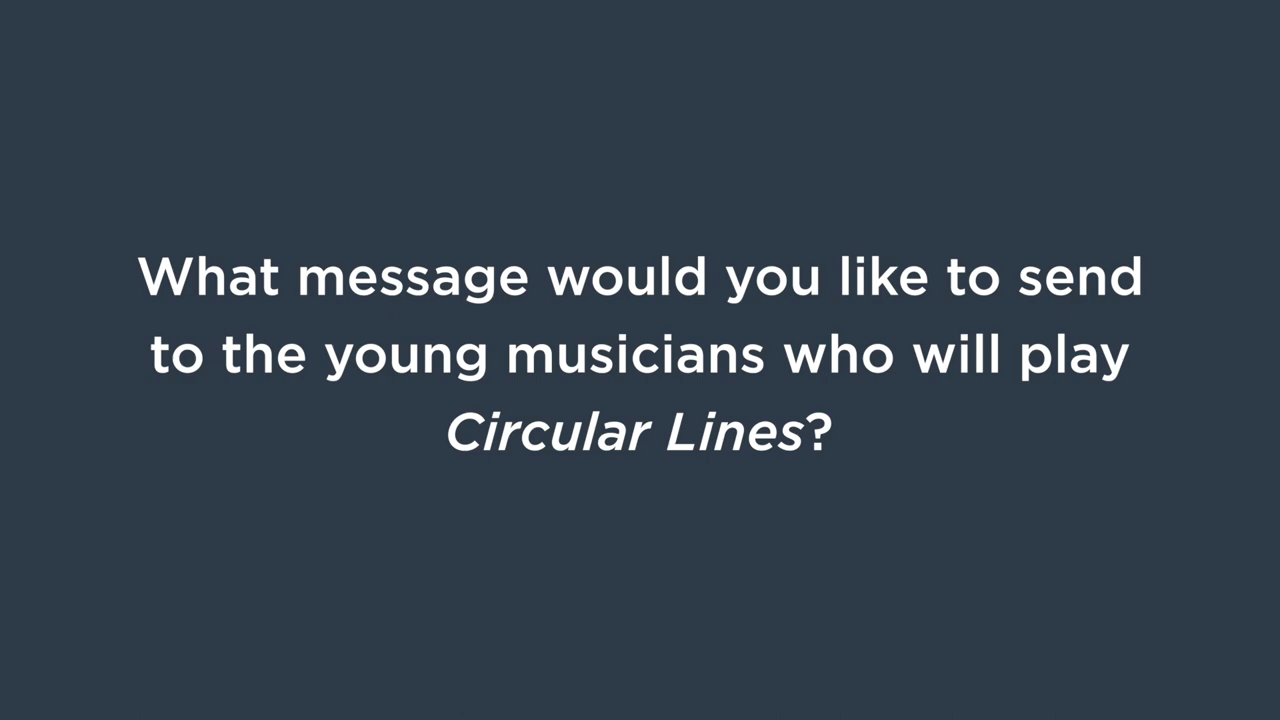 What message would you like to send
to the young musicians who will play
Circular Lines?